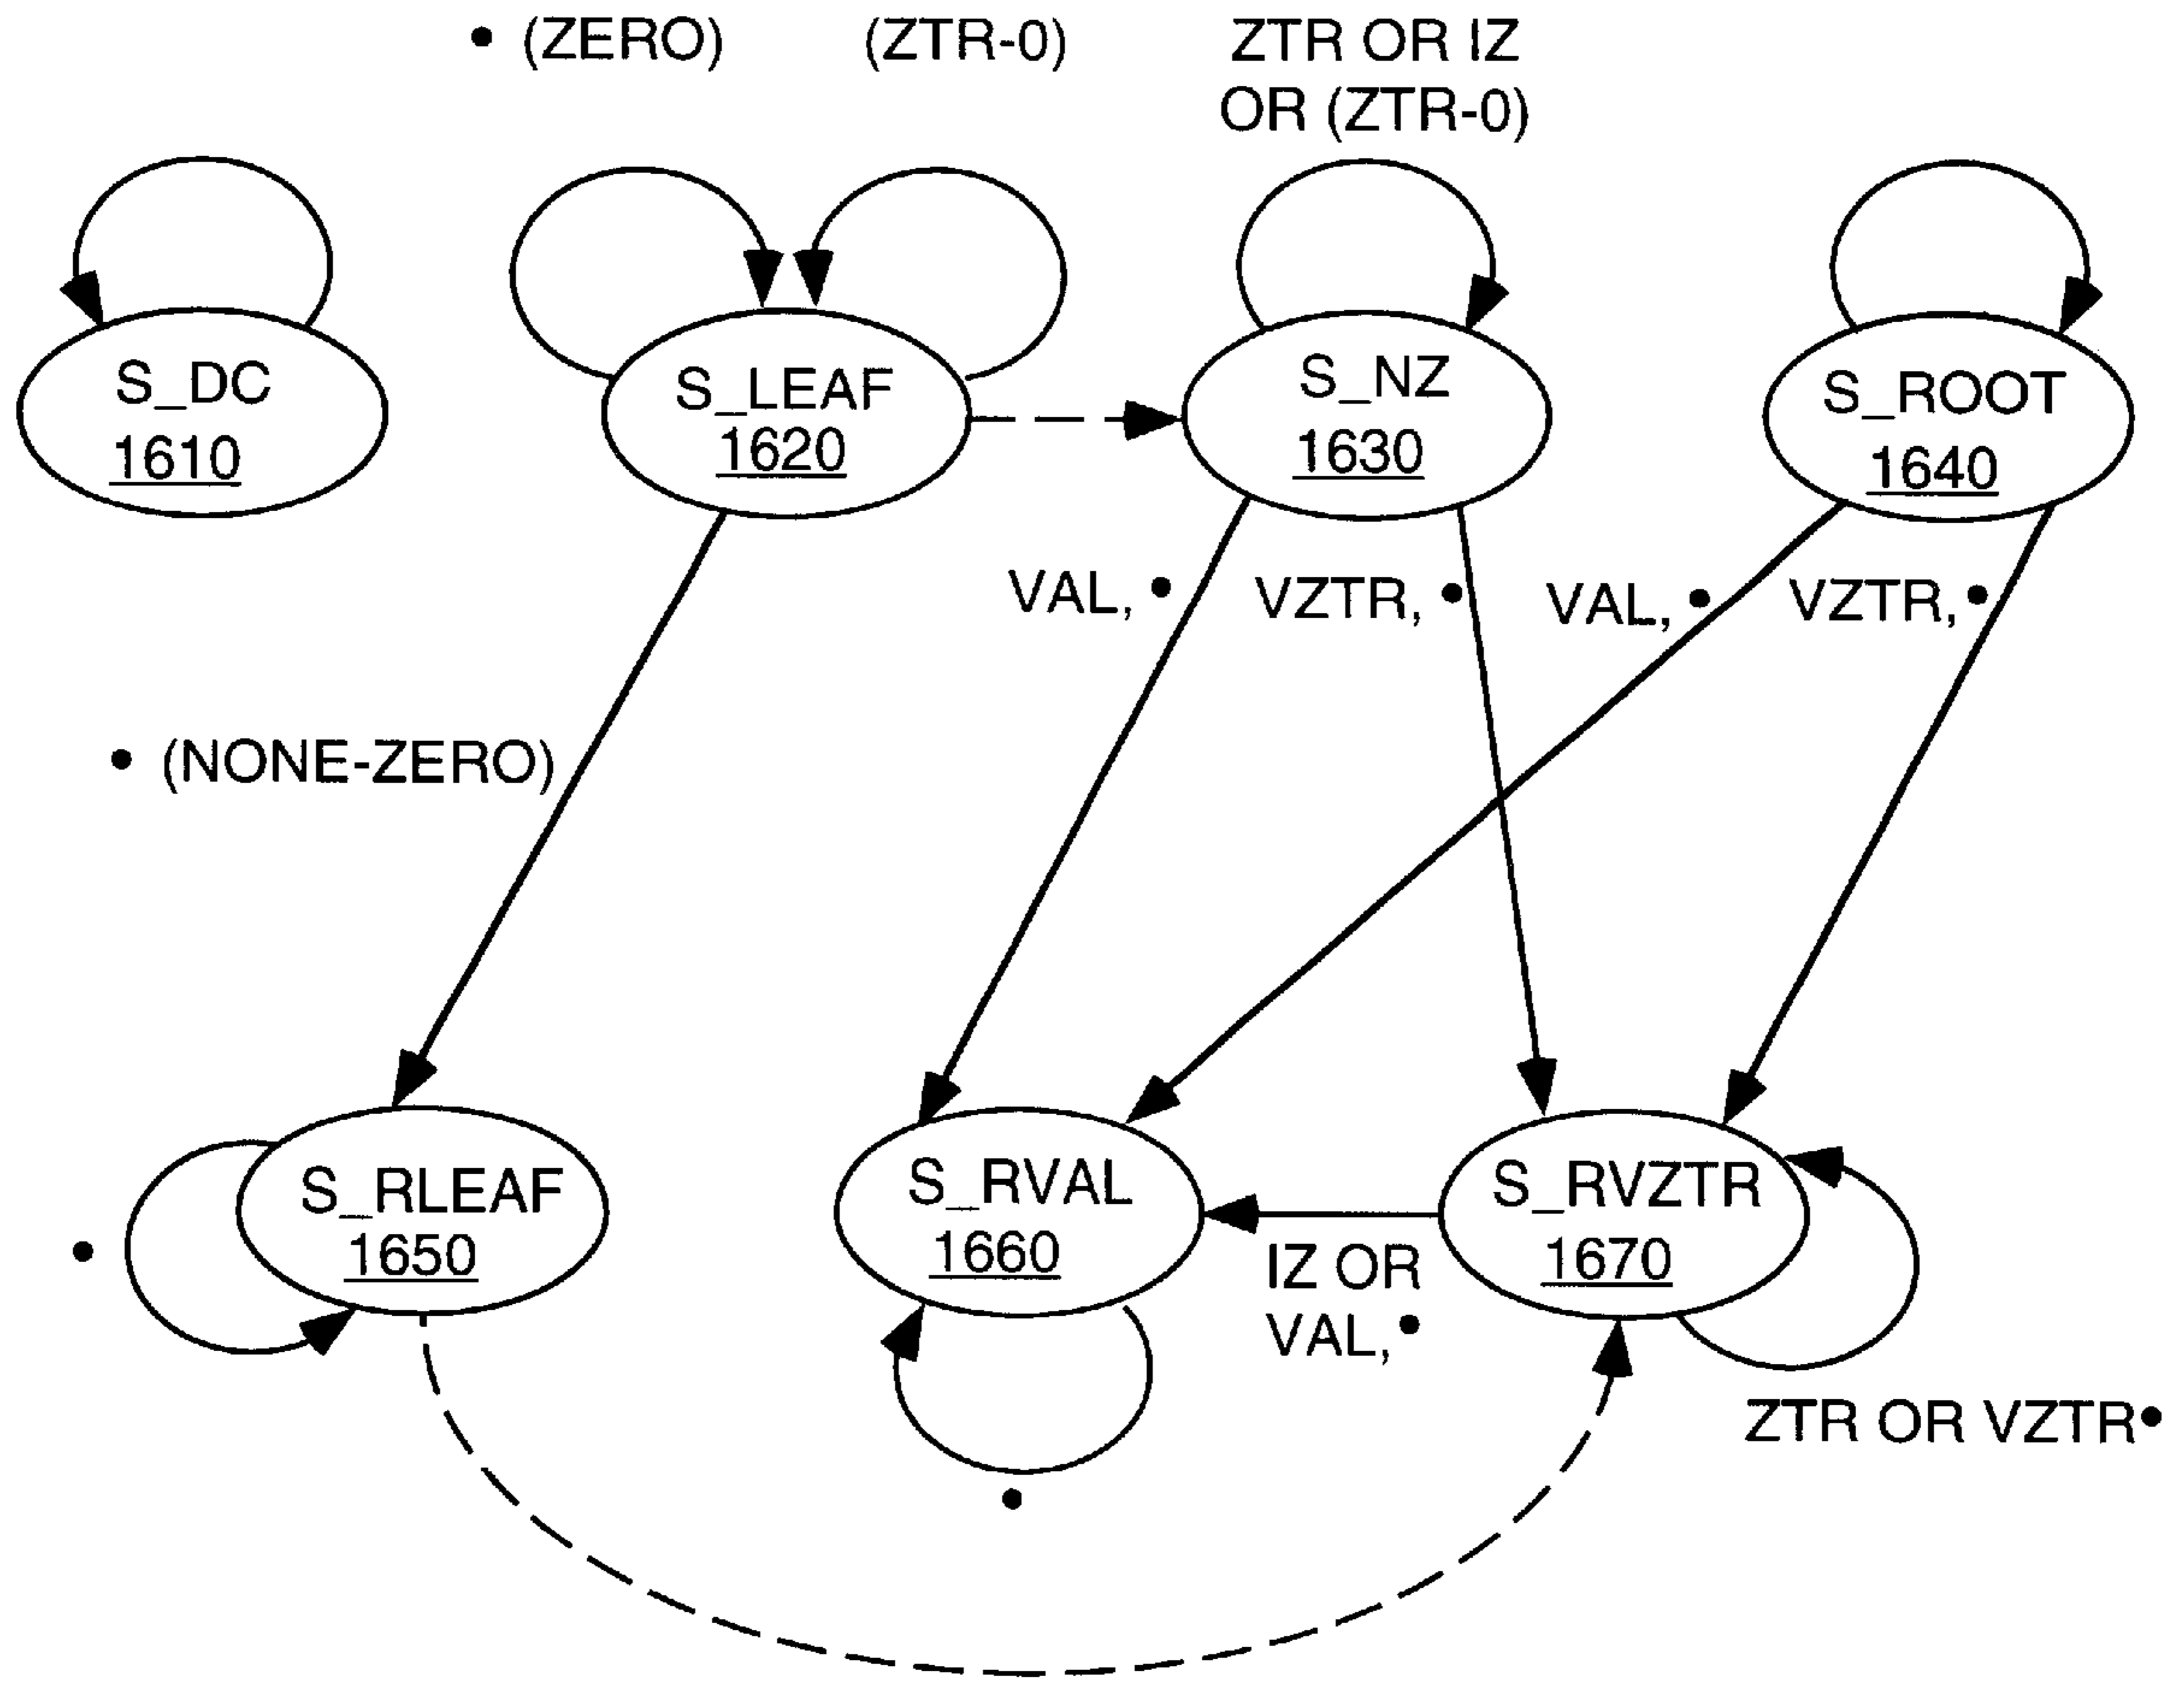 • (ZERO)
(ZTR-0)
ZTR OR IZ
OR (ZTR-0)
S_DC
1610
S_LEAF
1620
S_NZ
1630
S_ROOT
1640
VAL, •
VZTR, •
VAL, •
VZTR, •
• (NONE-ZERO)
S_RLEAF
1650
•
S_RVAL
1660
•
IZ OR
VAL, •
S_RVZTR
1670
ZTR OR VZTR•